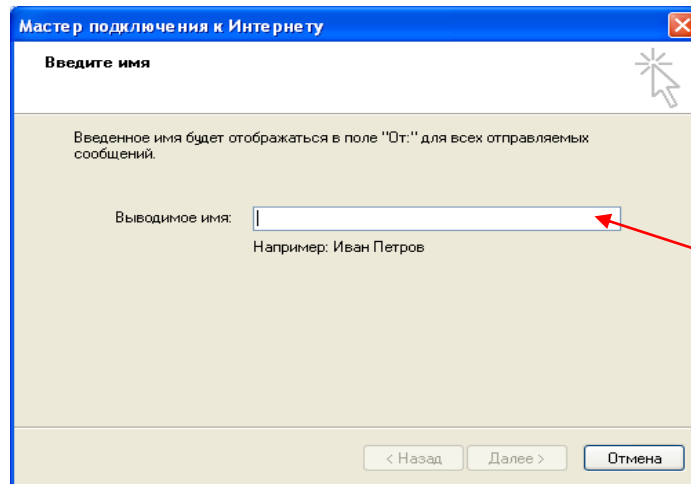 Мастер подключения к Интернету
Введите имя
Введенное имя будет отображаться в поле "От:" для всех отправляемых
сообщений.
Выводимое имя:
Например: Иван Петров
< Назад Далее > Отмена